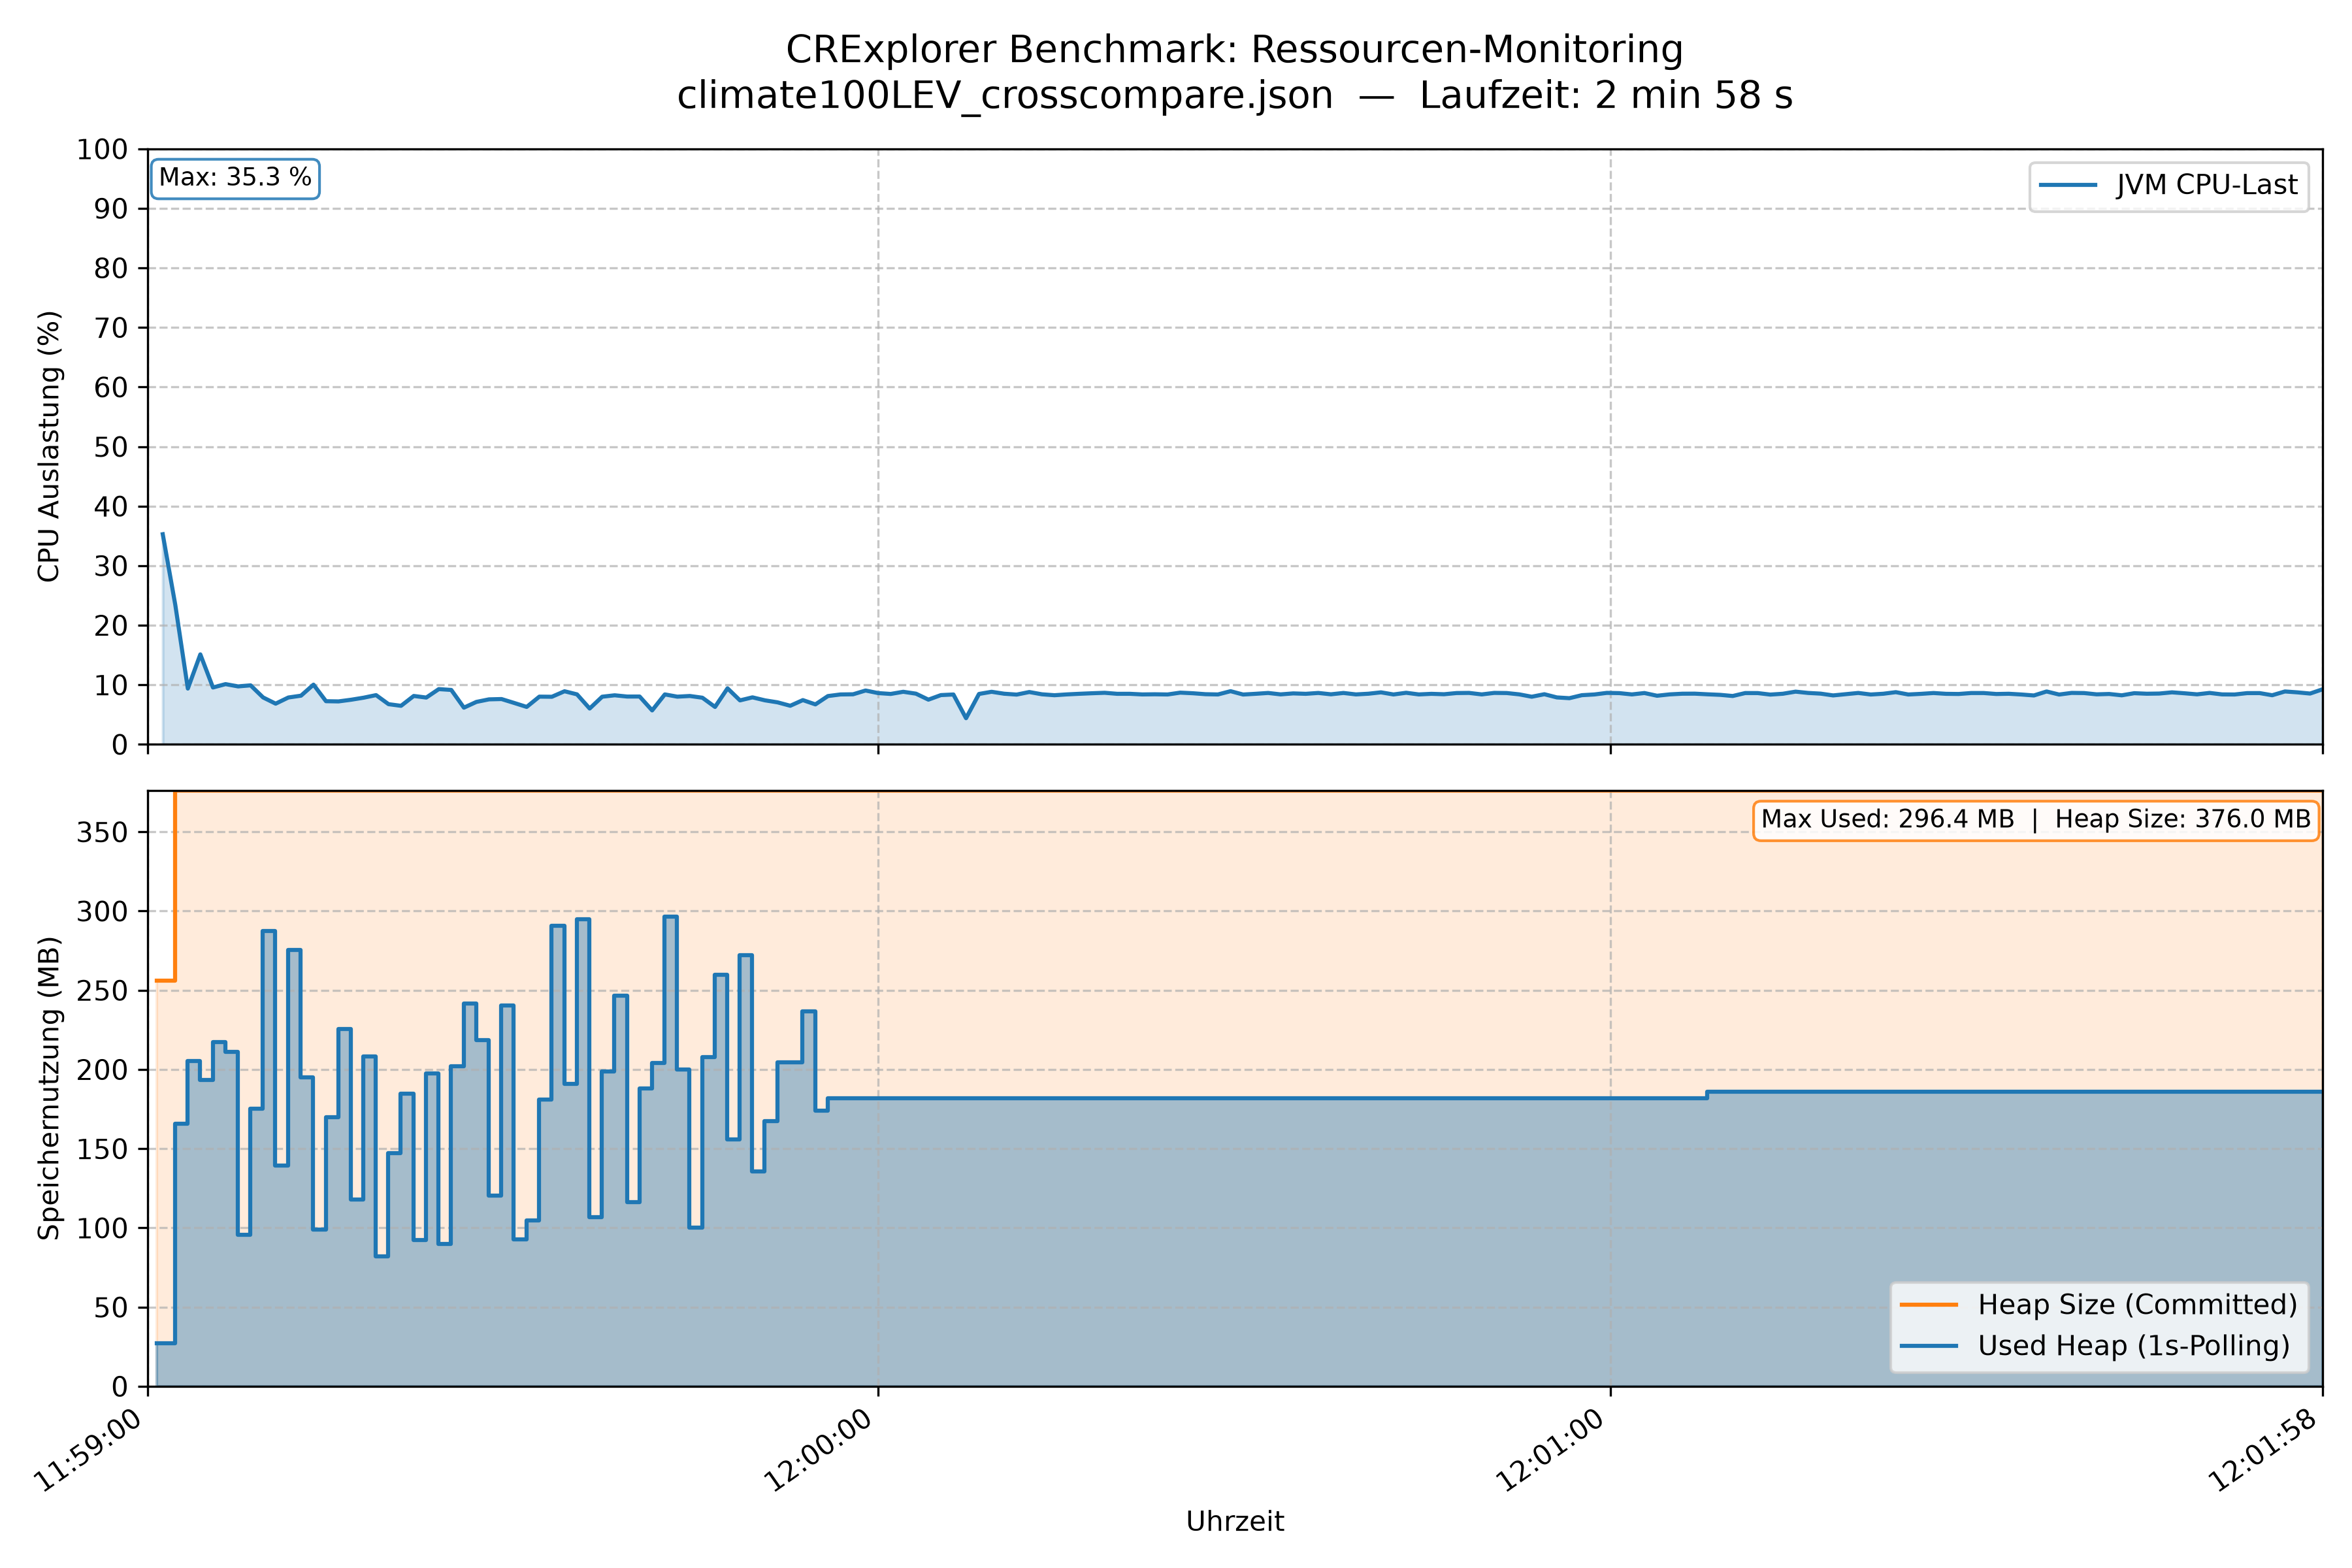 CRExplorer Benchmark: Ressourcen-Monitoring
climate100LEV_crosscompare.json — Laufzeit: 2 min 58 s
100
90
80
70
60
50
40
30
20
10
0
CPU Auslastung (%)
Max: 35.3 %
JVM CPU-Last
350
300
250
200
150
100
50
0
Speichernutzung (MB)
Max Used: 296.4 MB | Heap Size: 376.0 MB
Heap Size (Committed)
Used Heap (1s-Polling)
11:59:00
12:00:00
12:01:00
12:01:58
Uhrzeit